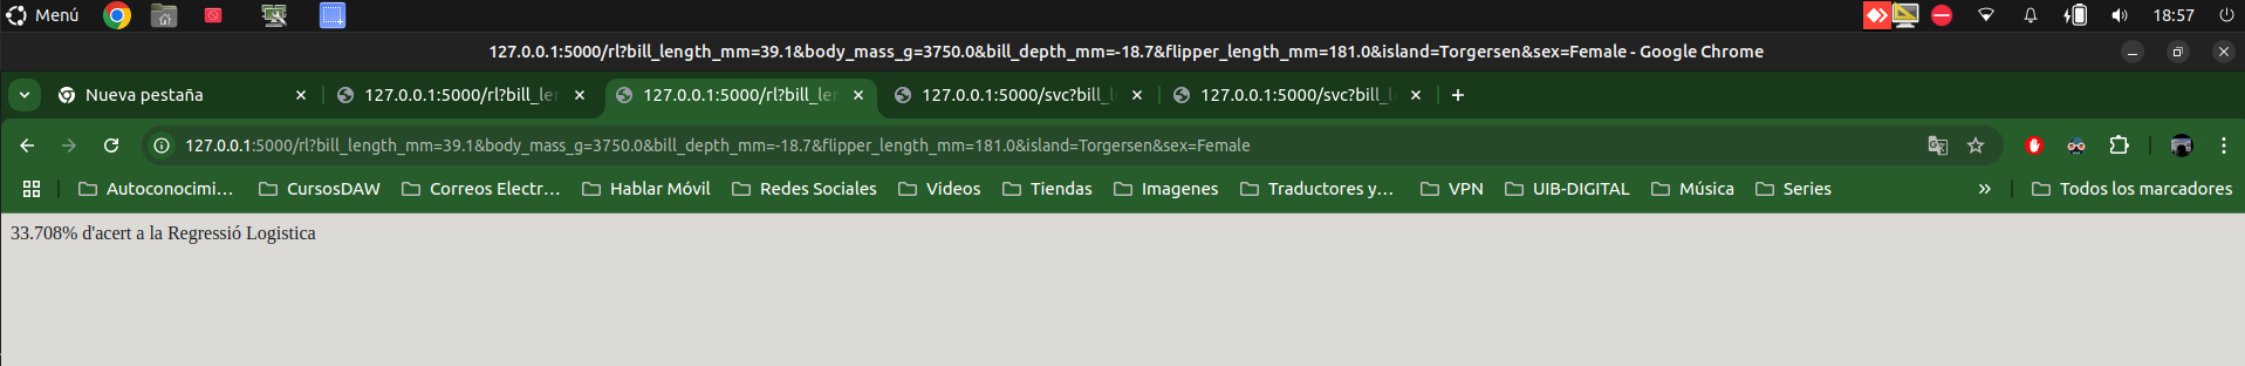 Menú 18:57
127.0.0.1:5000/rl?bill_length_mm=39.1&body_mass_g=3750.0&bill_depth_mm=-18.7&flipper_length_mm=181.0&island=Torgersen&sex=Female - Google Chrome
Nueva pestaña 127.0.0.1:5000/rl?bill_ler 127.0.0.1:5000/rl?bill_ler 127.0.0.1:5000/svc?bill_l 127.0.0.1:5000/svc?bill_l
127.0.0.1:5000/rl?bill_length_mm=39.1&body_mass_g=3750.0&bill_depth_mm=-18.7&flipper_length_mm=181.0&island=Torgersen&sex=Female
Autoconocimi... CursosDAW Correos Electr... Hablar Móvil Redes Sociales Videos Tiendas Imagenes Traductores y... VPN UIB-DIGITAL Música Series » Todos los marcadores
33.708% d'acert a la Regressió Logistica